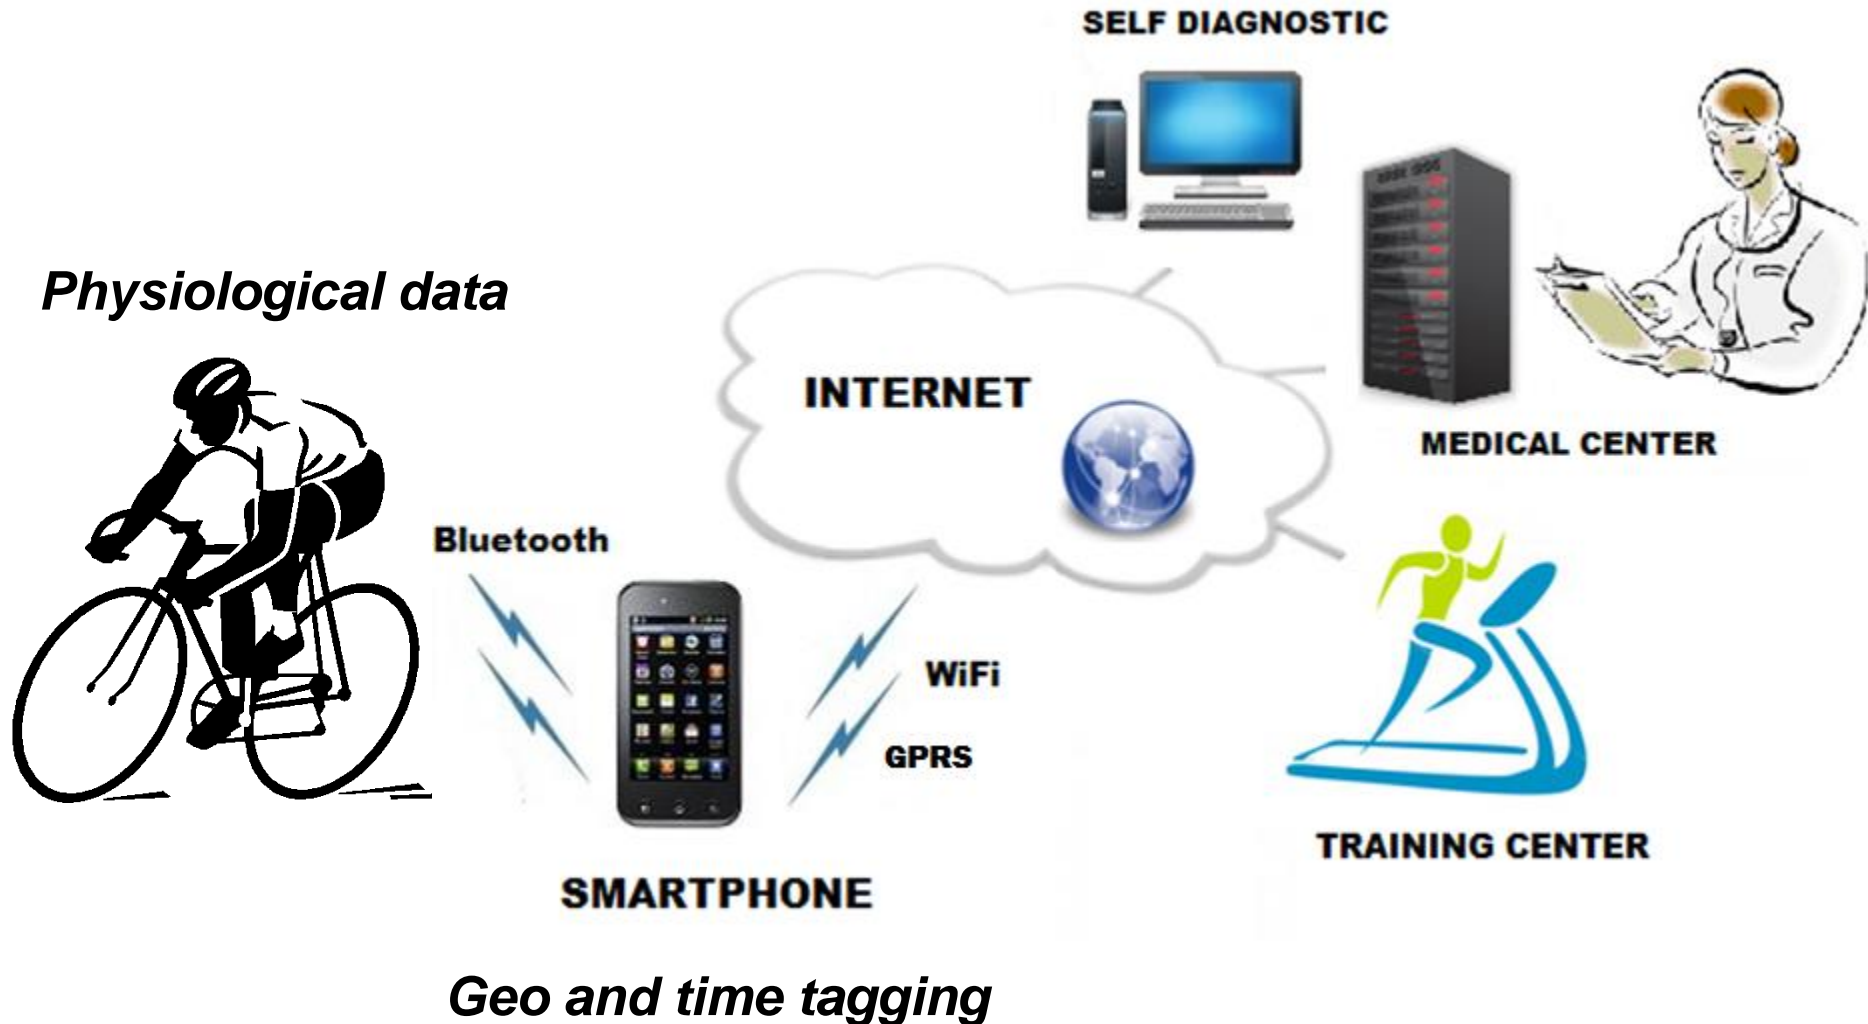 SELF DIAGNOSTIC
Physiological data
INTERNET
MEDICAL CENTER
Bluetooth
WiFi
GPRS
TRAINING CENTER
SMARTPHONE
Geo and time tagging